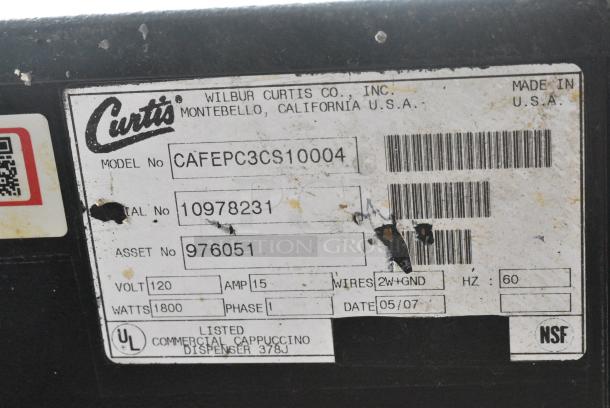 Curtis®
WILBUR CURTIS CO., INC.
MONTEBELLO, CALIFORNIA U.S.A.
MADE IN
U.S.A.
MODEL No CAFEPC3CS10004
IAL No 10978231
ASSET No 976051
VOLT 120 AMP 15 WIRES 2W+GND HZ : 60
WATTS 1800 PHASE 1 DATE 05/07
UL LISTED
COMMERCIAL CAPPUCCINO
DISPENSER 378J
NSF